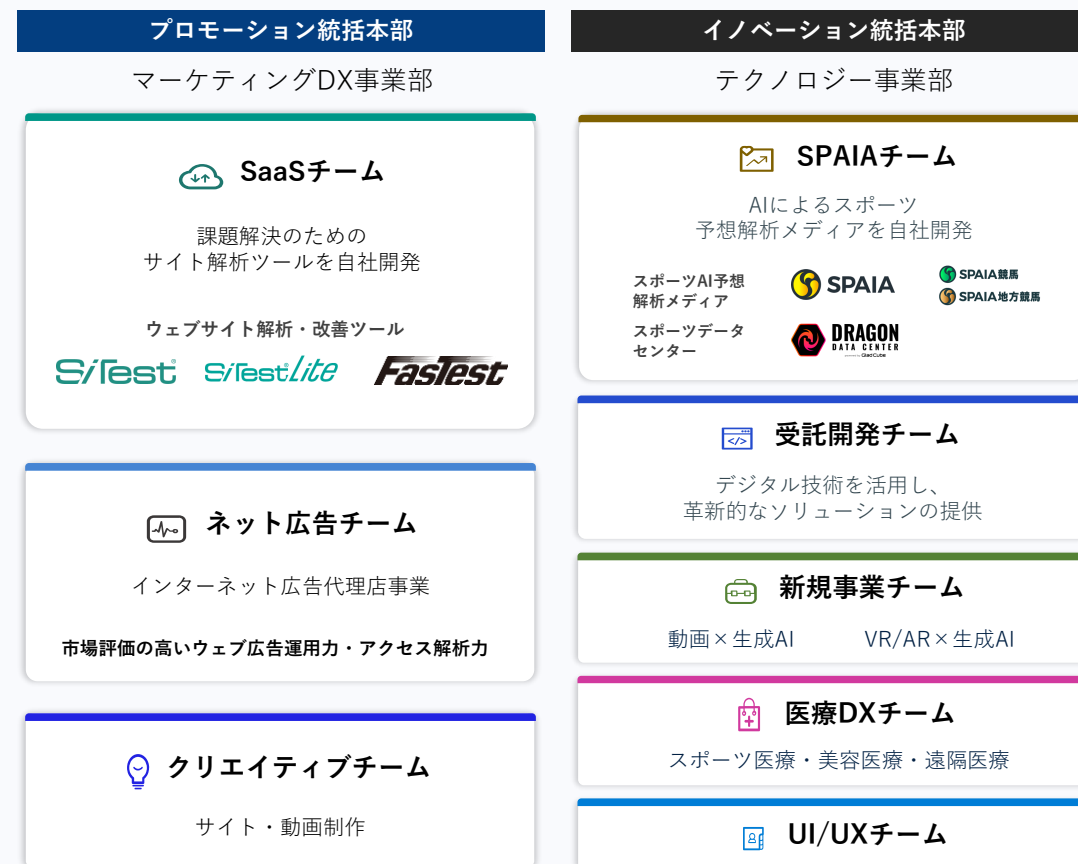 プロモーション統括本部
マーケティングDX事業部
SaaSチーム
課題解決のための
サイト解析ツールを自社開発
ウェブサイト解析・改善ツール
SiTest SiTest Lite FasTest
ネット広告チーム
インターネット広告代理店事業
市場評価の高いウェブ広告運用力・アクセス解析力
クリエイティブチーム
サイト・動画制作
イノベーション統括本部
テクノロジー事業部
SPAIAチーム
AIによるスポーツ
予想解析メディアを自社開発
スポーツAI予想
解析メディア
SPAIA
SPAIA競馬
SPAIA地方競馬
スポーツデータ
センター
DRAGON
DATA CENTER
GladCube
受託開発チーム
デジタル技術を活用し、
革新的なソリューションの提供
新規事業チーム
動画×生成AI VR/AR×生成AI
医療DXチーム
スポーツ医療・美容医療・遠隔医療
UI/UXチーム